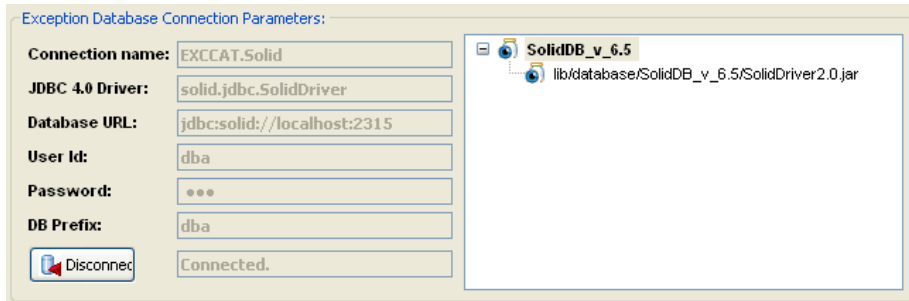 Exception Database Connection Parameters:
Connection name: EXCCAT.Solid
JDBC 4.0 Driver: solid.jdbc.SolidDriver
Database URL: jdbc:solid://localhost:2315
User Id: dba
Password: ●●●
DB Prefix: dba
Disconnec Connected.
SolidDB_v_6.5
lib/database/SolidDB_v_6.5/SolidDriver2.0.jar